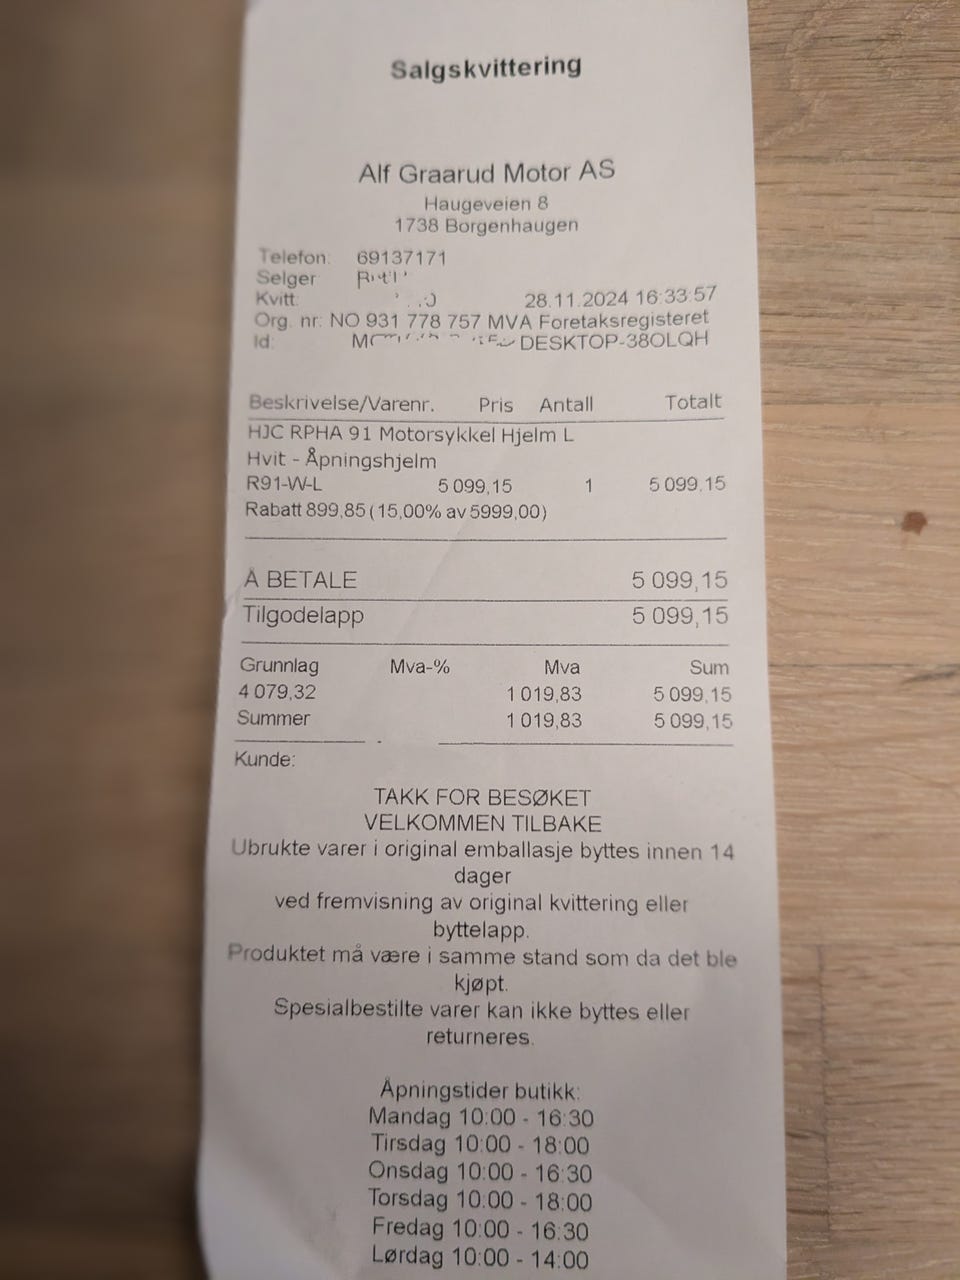 Salgskvittering
Alf Graarud Motor AS
Haugeveien 8
1738 Borgenhaugen
Telefon: 69137171
Selger
Kvitt: 28.11.2024 16:33:57
Org. nr: NO 931 778 757 MVA Foretaksregisteret
Id: DESKTOP-38OLQH
Beskrivelse/Varenr. Pris Antall Totalt
HJC RPHA 91 Motorsykkel Hjelm L
Hvit - Åpningshjelm
R91-W-L 5 099,15 1 5 099,15
Rabatt 899,85 (15,00% av 5999,00)
Å BETALE 5 099,15
Tilgodelapp 5 099,15
Grunnlag Mva-% Mva Sum
4 079,32 1 019,83 5 099,15
Summer 1 019,83 5 099,15
Kunde:
TAKK FOR BESØKET
VELKOMMEN TILBAKE
Ubrukte varer i original emballasje byttes innen 14
dager
ved fremvisning av original kvittering eller
byttelapp.
Produktet må være i samme stand som da det ble
kjøpt.
Spesialbestilte varer kan ikke byttes eller
returneres.
Åpningstider butikk:
Mandag 10:00 - 16:30
Tirsdag 10:00 - 18:00
Onsdag 10:00 - 16:30
Torsdag 10:00 - 18:00
Fredag 10:00 - 16:30
Lørdag 10:00 - 14:00